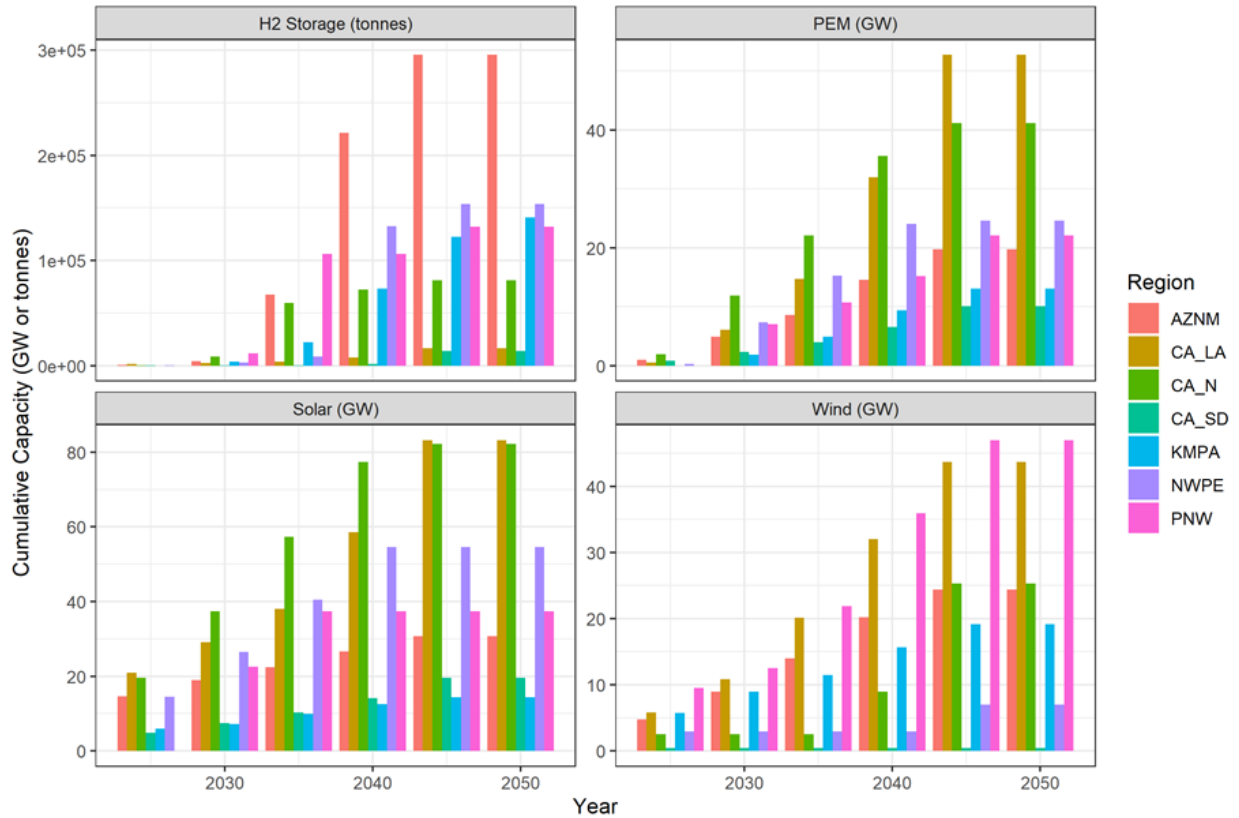 H2 Storage (tonnes)
PEM (GW)
3e+05
2e+05
1e+05
0e+00
40
20
0
Solar (GW)
Wind (GW)
80
60
40
20
0
40
30
20
10
0
2030
2040
2050
2030
2040
2050
Year
Cumulative Capacity (GW or tonnes)
Region
AZNM
CA_LA
CA_N
CA_SD
KMPA
NWPE
PNW